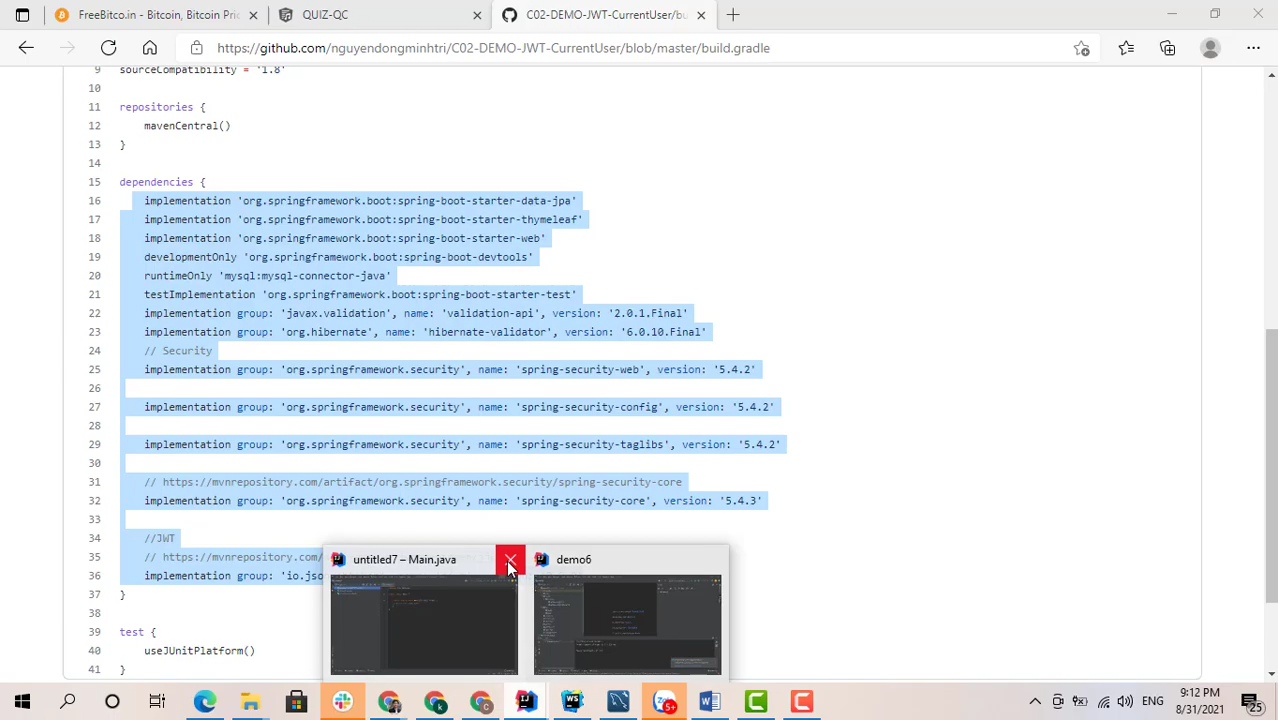 FreeBitco.in - Bitcoin, Bitcoin Pric
QUIZ-QC
C02-DEMO-JWT-CurrentUser/bu
https://github.com/nguyendongminhtri/C02-DEMO-JWT-CurrentUser/blob/master/build.gradle
9 sourceCompatibility = '1.8'
10
11 repositories {
12 mavenCentral()
13 }
14
15 dependencies {
16 implementation 'org.springframework.boot:spring-boot-starter-data-jpa'
17 implementation 'org.springframework.boot:spring-boot-starter-thymeleaf'
18 implementation 'org.springframework.boot:spring-boot-starter-web'
19 developmentOnly 'org.springframework.boot:spring-boot-devtools'
20 runtimeOnly 'mysql:mysql-connector-java'
21 testImplementation 'org.springframework.boot:spring-boot-starter-test'
22 implementation group: 'javax.validation', name: 'validation-api', version: '2.0.1.Final'
23 implementation group: 'org.hibernate', name: 'hibernate-validator', version: '6.0.10.Final'
24 // Security
25 implementation group: 'org.springframework.security', name: 'spring-security-web', version: '5.4.2'
26
27 implementation group: 'org.springframework.security', name: 'spring-security-config', version: '5.4.2'
28
29 implementation group: 'org.springframework.security', name: 'spring-security-taglibs', version: '5.4.2'
30
31 // https://mvnrepository.com/artifact/org.springframework.security/spring-security-core
32 implementation group: 'org.springframework.security', name: 'spring-security-core', version: '5.4.3'
33
34 //JWT
35 // https://mvnrepository.com/
36 implementation group:
37 }
38
39 test {
40 useJUnitPlatform()
41 }
untitled7 – Main.java
demo6
5+
9:12 PM
8/31/2021
25